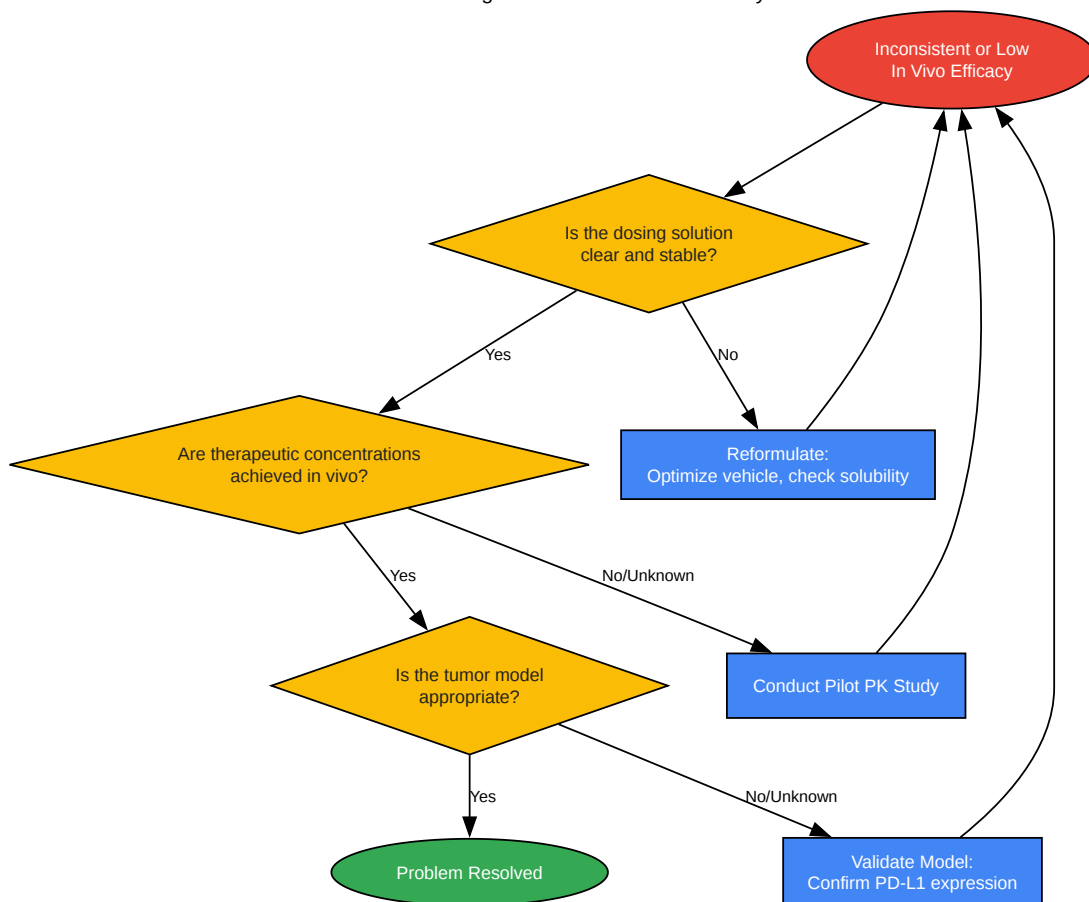 Inconsistent or Low
In Vivo Efficacy
Is the dosing solution
clear and stable?
Yes
No
Are therapeutic concentrations
achieved in vivo?
Reformulate:
Optimize vehicle, check solubility
Yes
No/Unknown
Is the tumor model
appropriate?
Conduct Pilot PK Study
Yes
No/Unknown
Problem Resolved
Validate Model:
Confirm PD-L1 expression